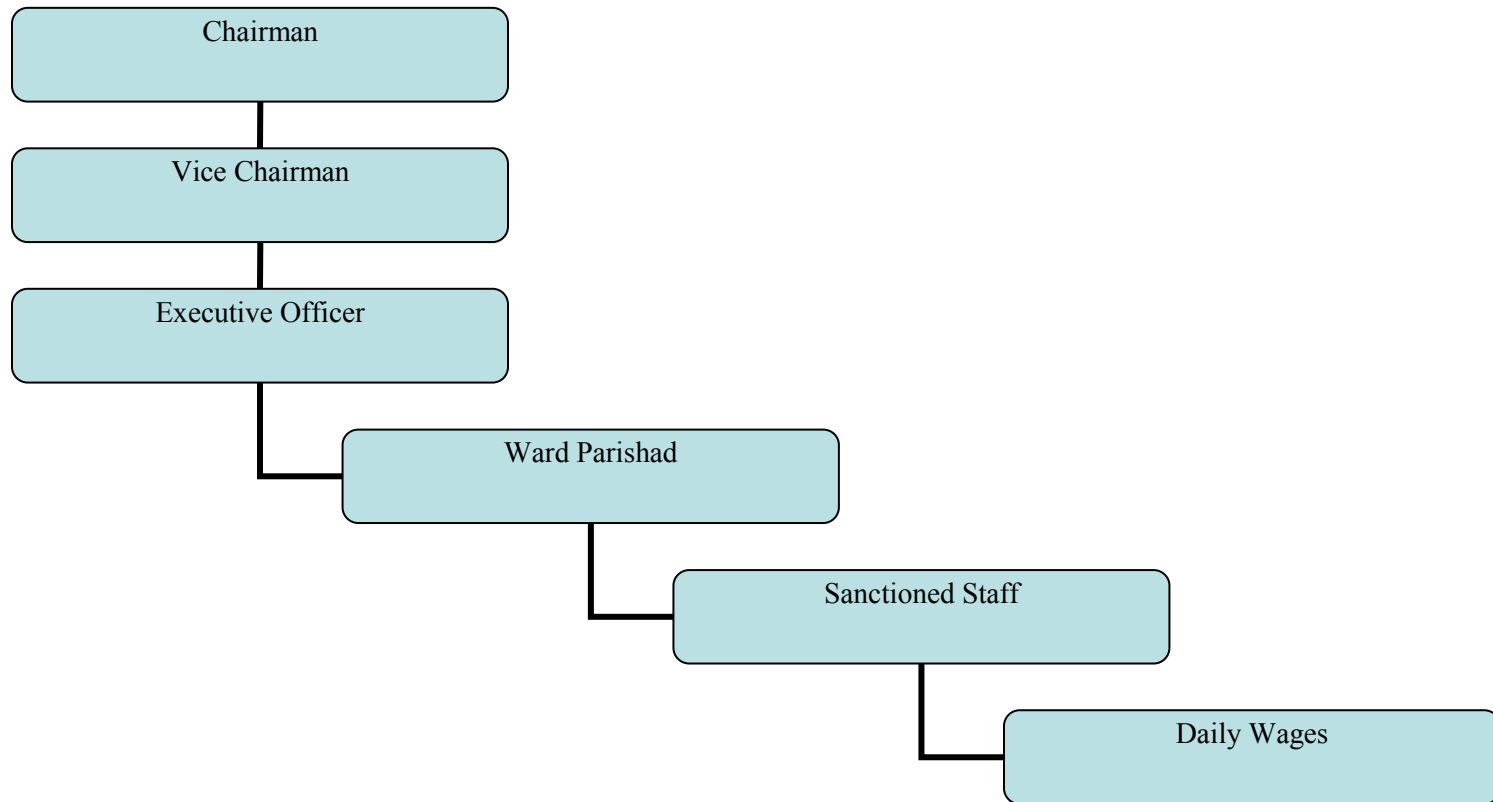 Chairman
Vice Chairman
Executive Officer
Ward Parishad
Sanctioned Staff
Daily Wages